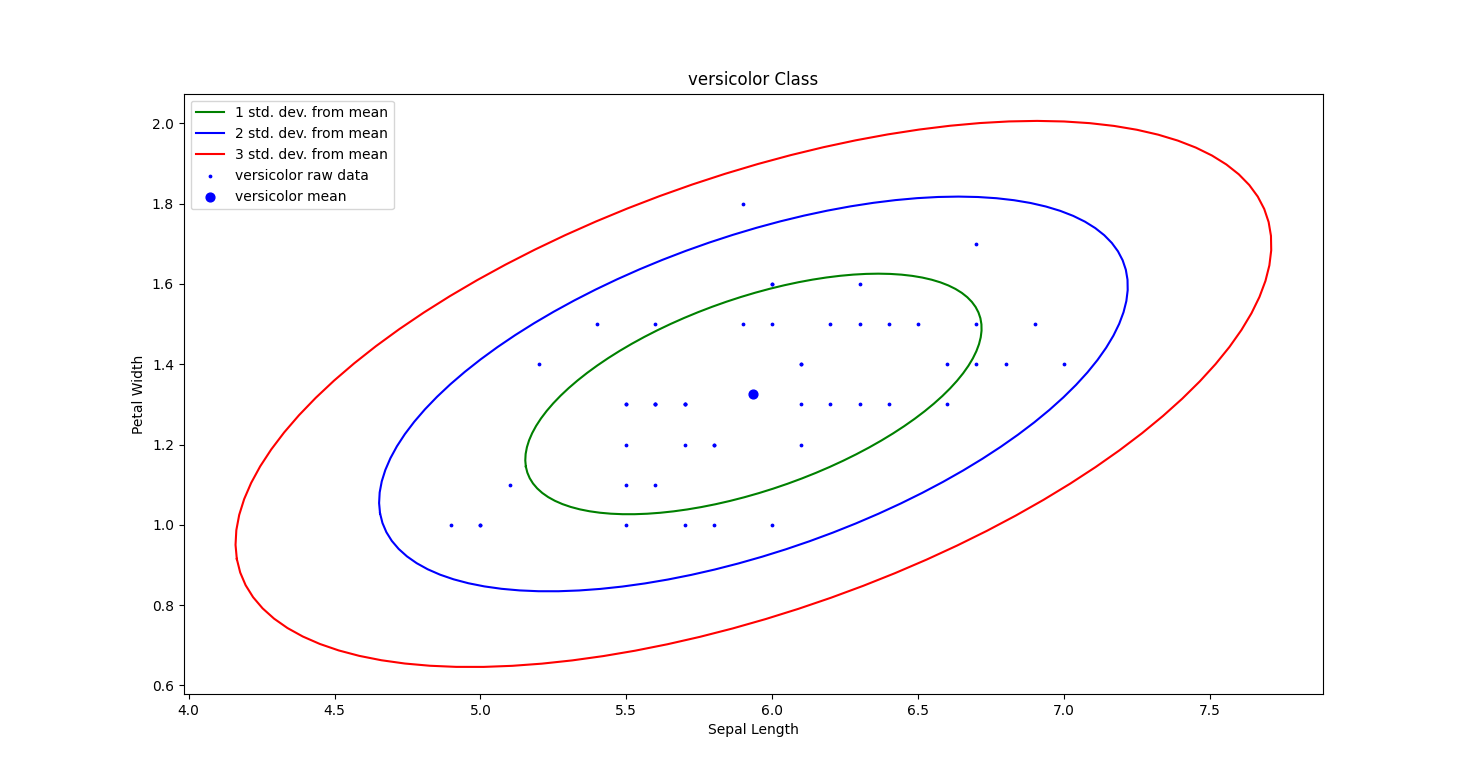 versicolor Class
1 std. dev. from mean
2 std. dev. from mean
3 std. dev. from mean
versicolor raw data
versicolor mean
2.0
1.8
1.6
1.4
1.2
1.0
0.8
0.6
Petal Width
4.0 4.5 5.0 5.5 6.0 6.5 7.0 7.5
Sepal Length